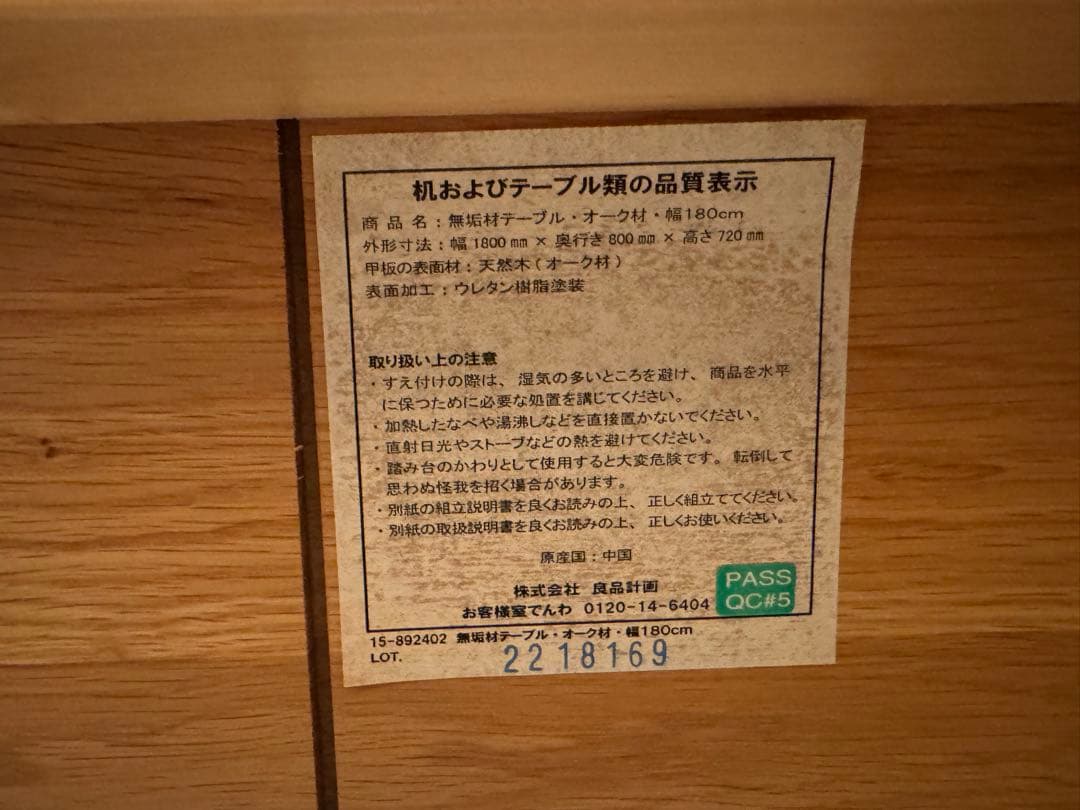 机およびテーブル類の品質表示
商品名：無垢材テーブル・オーク材・幅180cm
外形寸法：幅1800mm×奥行き800mm×高さ720mm
甲板の表面材：天然木(オーク材)
表面加工：ウレタン樹脂塗装
取り扱い上の注意
・すえ付けの際は、湿気の多いところを避け、商品を水平
に保つために必要な処置を講じてください。
・加熱したなべや湯沸しなどを直接置かないでください。
・直射日光やストーブなどの熱を避けてください。
・踏み台のかわりとして使用すると大変危険です。転倒して
思わぬ怪我を招く場合があります。
・別紙の組立説明書を良くお読みの上、正しく組立ててください。
・別紙の取扱説明書を良くお読みの上、正しくお使いください。
原産国：中国
株式会社 良品計画
お客様室でんわ 0120-14-6404
PASS
QC#5
15-892402 無垢材テーブル・オーク材・幅180cm
LOT. 2218169